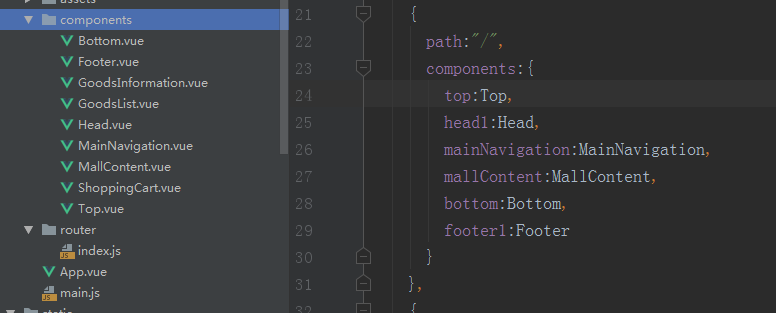 assets
components
Bottom.vue
Footer.vue
GoodsInformation.vue
GoodsList.vue
Head.vue
MainNavigation.vue
MallContent.vue
ShoppingCart.vue
Top.vue
router
index.js
App.vue
main.js
static
21 {
22 path:"/",
23 components:{
24 top:Top,
25 head1:Head,
26 mainNavigation:MainNavigation,
27 mallContent:MallContent,
28 bottom:Bottom,
29 footer1:Footer
30 }
31 },
32 {